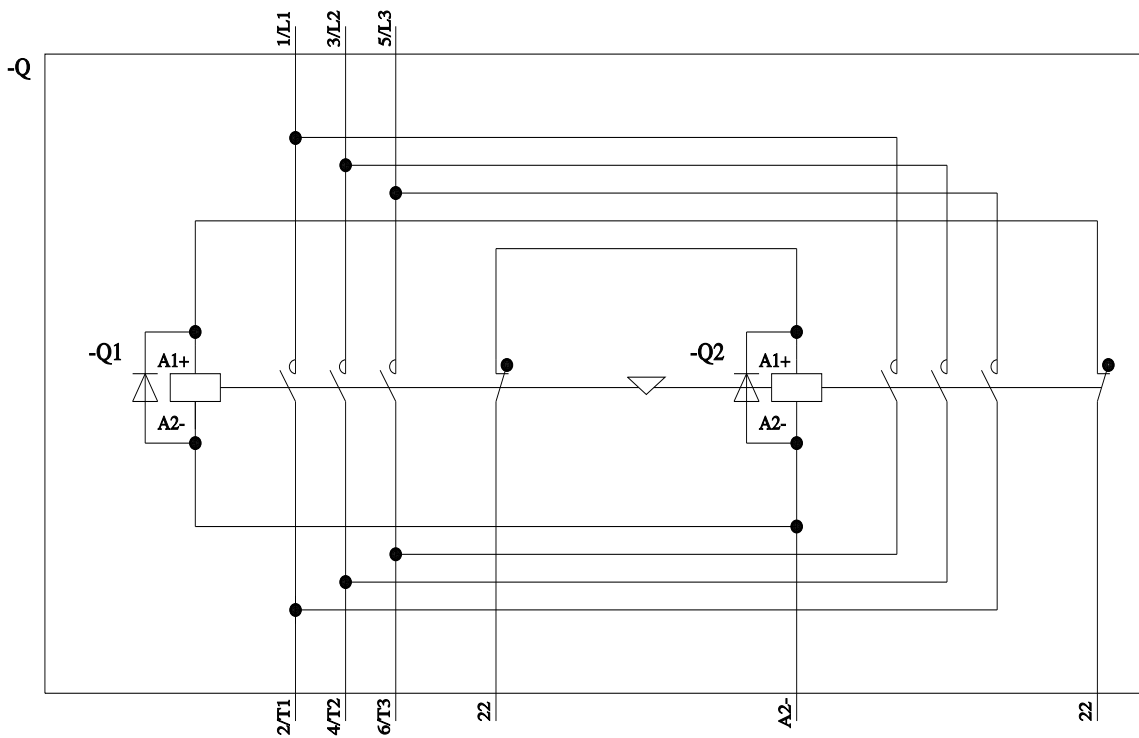 1/L1
3/L2
5/L3
-Q
-Q1
A1+
A2-
-Q2
A1+
A2-
2/T1
4/T2
6/T3
22
A2-
22